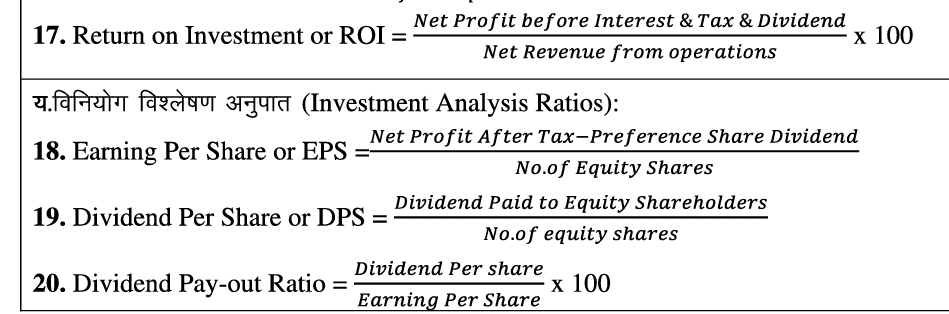 17. Return on Investment or ROI = Net Profit before Interest & Tax & Dividend / Net Revenue from operations x 100
य.विनियोग विश्लेषण अनुपात (Investment Analysis Ratios):
18. Earning Per Share or EPS = Net Profit After Tax−Preference Share Dividend / No.of Equity Shares
19. Dividend Per Share or DPS = Dividend Paid to Equity Shareholders / No.of equity shares
20. Dividend Pay-out Ratio = Dividend Per share / Earning Per Share x 100